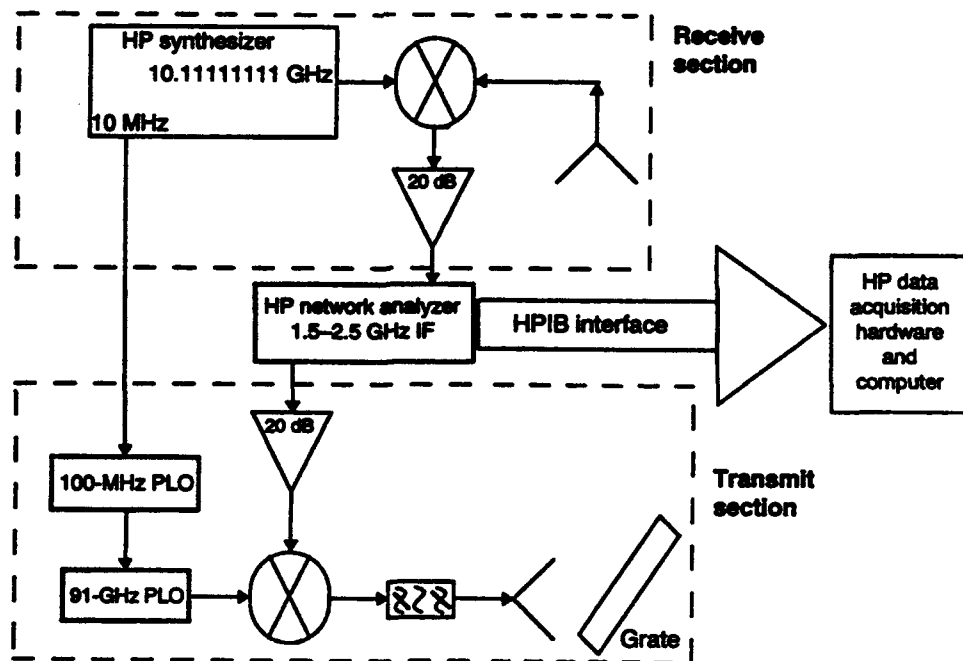 HP synthesizer
10.11111111 GHz
10 MHz
Receive
section
20 dB
HP network analyzer
1.5–2.5 GHz IF
HPIB interface
HP data
acquisition
hardware
and
computer
20 dB
100-MHz PLO
Transmit
section
91-GHz PLO
Grate